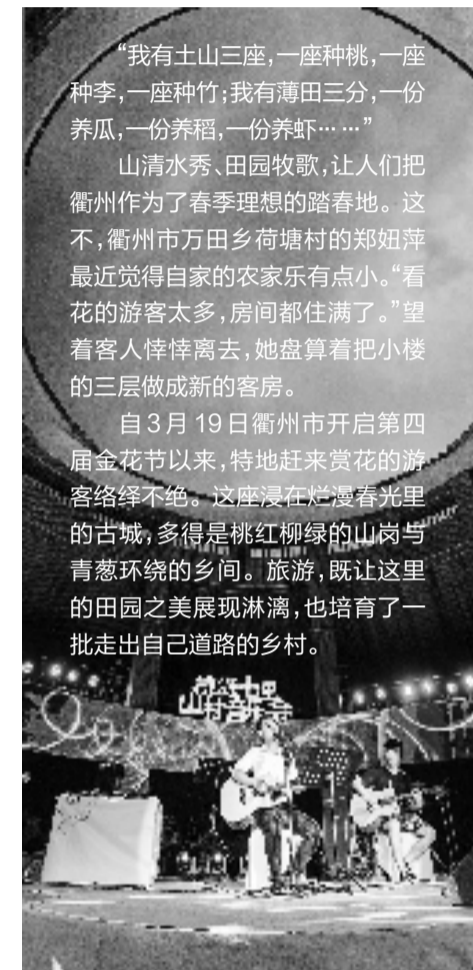 “我有土山三座，一座种桃，一座
种李，一座种竹；我有薄田三分，一份
养瓜，一份养稻，一份养虾……”
山清水秀、田园牧歌，让人们把
衢州作为了春季理想的踏春地。这
不，衢州市万田乡荷塘村的郑妞萍
最近觉得自家的农家乐有点小。“看
花的游客太多，房间都住满了。”望
着客人悻悻离去，她盘算着把小楼
的三层做成新的客房。
自3月19日衢州市开启第四
届金花节以来，特地赶来赏花的游
客络绎不绝。这座浸在烂漫春光里
的古城，多得是桃红柳绿的山岗与
青葱环绕的乡间。旅游，既让这里
的田园之美展现淋漓，也培育了一
批走出自己道路的乡村。
山村音乐会